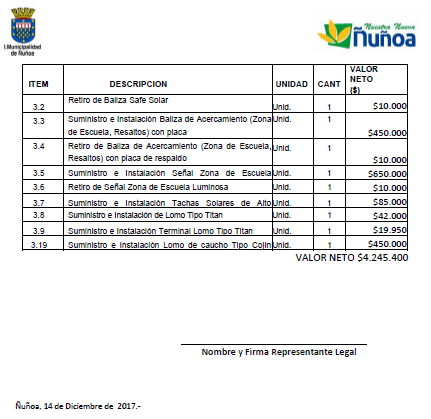 I.Municipalidad
de Ñuñoa
Nuestra Nueva
Ñuñoa
ITEM DESCRIPCION UNIDAD CANT VALOR NETO ($)
3.2 Retiro de Baliza Safe Solar Unid. 1 $10.000
3.3 Suministro e Instalación Baliza de Acercamiento (Zona Unid. 1
de Escuela, Resaltos) con placa $450.000
3.4 Retiro de Baliza de Acercamiento (Zona de Escuela, Unid. 1
Resaltos) con placa de respaldo $10.000
3.5 Suministro e Instalación Señal Zona de Escuela Unid. 1 $650.000
3.6 Retiro de Señal Zona de Escuela Luminosa Unid. 1 $10.000
3.7 Suministro e Instalación Tachas Solares de Alto Unid. 1 $85.000
3.8 Suministro e Instalación de Lomo Tipo Titan Unid. 1 $42.000
3.9 Suministro e Instalación Terminal Lomo Tipo Titan Unid. 1 $19.950
3.19 Suministro e Instalación Lomo de caucho Tipo Cojin Unid. 1 $450.000
VALOR NETO $4.245.400
Nombre y Firma Representante Legal
Ñuñoa, 14 de Diciembre de 2017.-